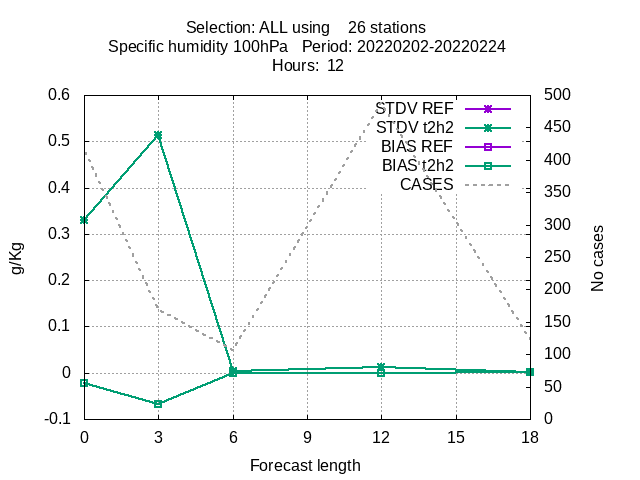 Selection: ALL using 26 stations
Specific humidity 100hPa Period: 20220202-20220224
Hours: 12
STDV REF
STDV t2h2
BIAS REF
BIAS t2h2
CASES
g/Kg
0.6
0.5
0.4
0.3
0.2
0.1
0
-0.1
500
450
400
350
300
250
200
150
100
50
0
No cases
0 3 6 9 12 15 18
Forecast length